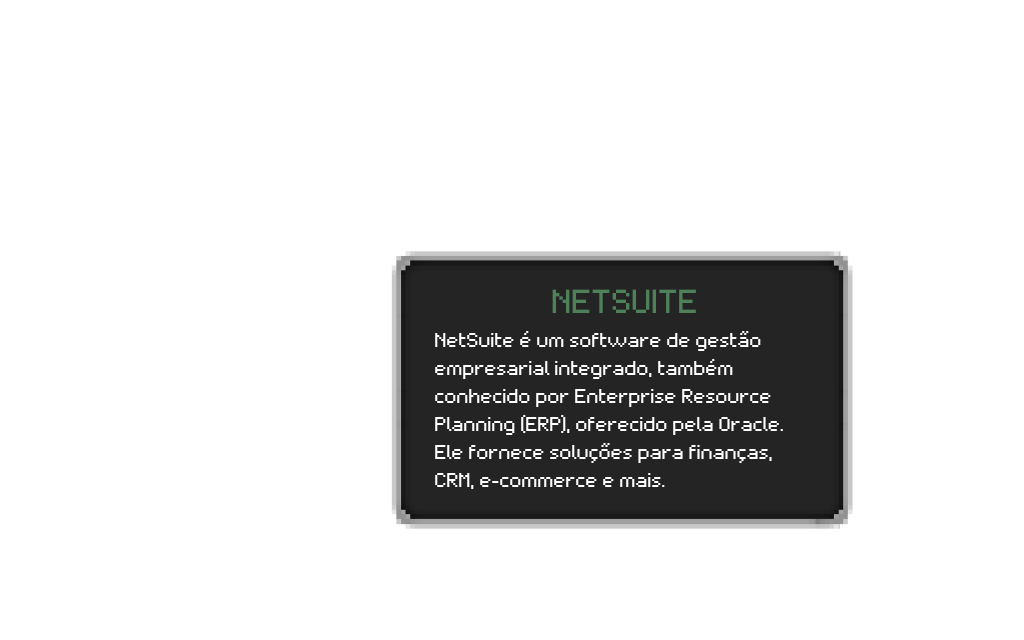 NETSUITE
NetSuite é um software de gestão
empresarial integrado, também
conhecido por Enterprise Resource
Planning (ERP), oferecido pela Oracle.
Ele fornece soluções para finanças,
CRM, e-commerce e mais.